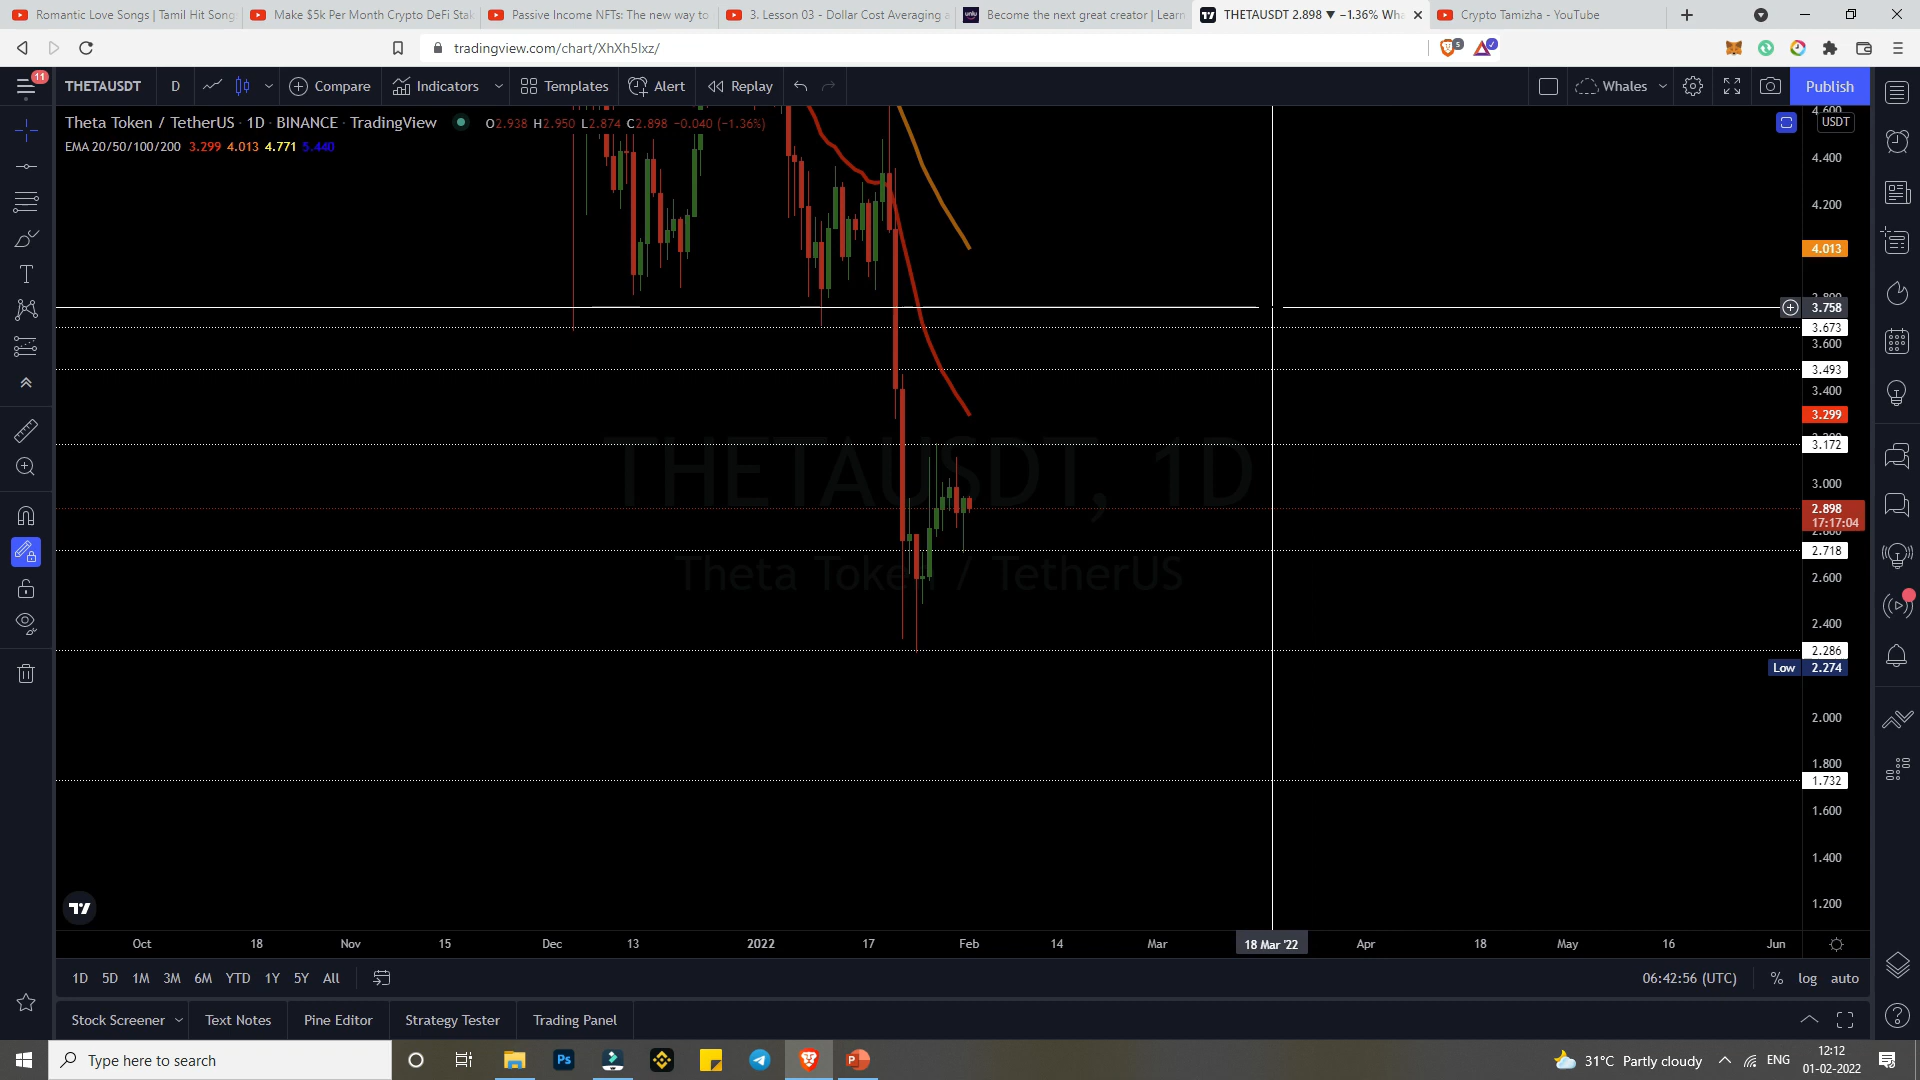 Romantic Love Songs | Tamil Hit Song
Make $5k Per Month Crypto DeFi Stak
Passive Income NFTs: The new way to
3. Lesson 03 - Dollar Cost Averaging a
Become the next great creator | Learn
THETAUSDT 2.898 ▼ −1.36% Wha
Crypto Tamizha - YouTube
tradingview.com/chart/XhXh5lxz/
5
11
THETAUSDT
D
Compare
Indicators
Templates
Alert
Replay
Whales
Publish
Theta Token / TetherUS · 1D · BINANCE · TradingView
O2.938 H2.950 L2.874 C2.898 −0.040 (−1.36%)
EMA 20/50/100/200 3.299 4.013 4.771 5.440
USDT
4.600
4.400
4.200
4.013
3.758
3.673
3.600
3.493
3.400
3.299
3.172
3.000
2.898
17:17:04
2.718
2.600
2.400
2.286
Low 2.274
2.000
1.800
1.732
1.600
1.400
1.200
THETAUSDT, 1D
Theta Token / TetherUS
Oct
18
Nov
15
Dec
13
2022
17
Feb
14
Mar
18 Mar '22
Apr
18
May
16
Jun
1D 5D 1M 3M 6M YTD 1Y 5Y All
06:42:56 (UTC)
% log auto
Stock Screener
Text Notes
Pine Editor
Strategy Tester
Trading Panel
Type here to search
Ps
31°C Partly cloudy
ENG
12:12
01-02-2022